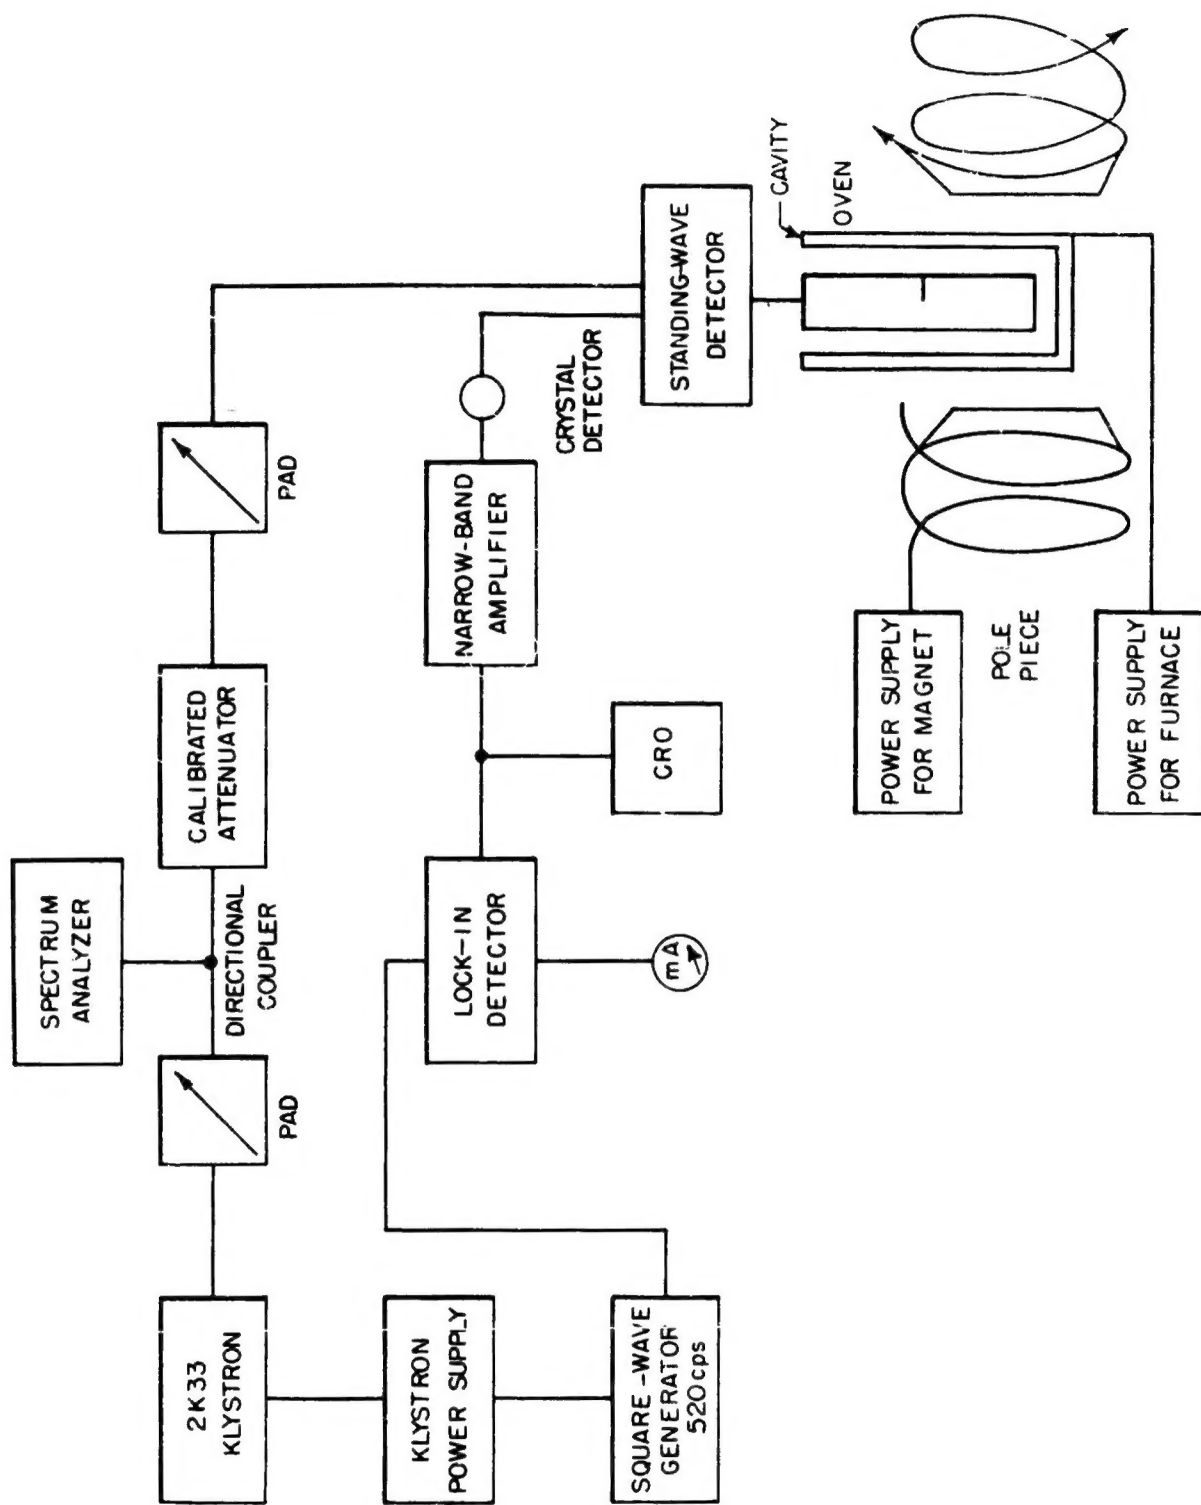 SPECTRUM
ANALYZER
2K33
KLYSTRON
PAD
DIRECTIONAL
COUPLER
CALIBRATED
ATTENUATOR
PAD
KLYSTRON
POWER SUPPLY
LOCK-IN
DETECTOR
NARROW-BAND
AMPLIFIER
CRYSTAL
DETECTOR
SQUARE-WAVE
GENERATOR
520cps
mA
CRO
STANDING-WAVE
DETECTOR
CAVITY
OVEN
POWER SUPPLY
FOR MAGNET
POLE
PIECE
POWER SUPPLY
FOR FURNACE